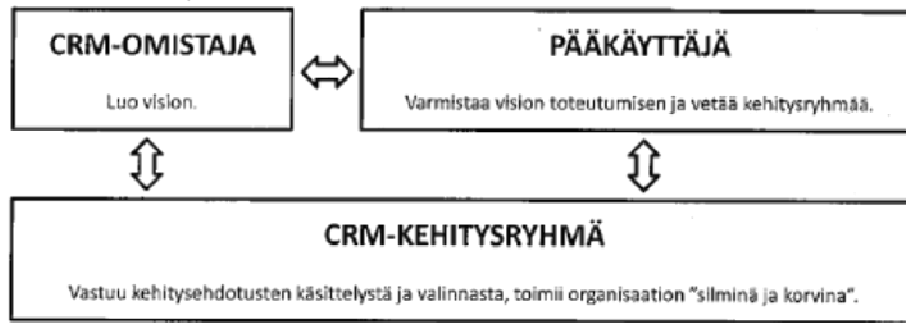 CRM-OMISTAJA
Luo vision.
PÄÄKÄYTTÄJÄ
Varmistaa vision toteutumisen ja vetää kehitysryhmää.
CRM-KEHITYSRYHMÄ
Vastuu kehitysehdotusten käsittelystä ja valinnasta, toimii organisaation "silminä ja korvina".